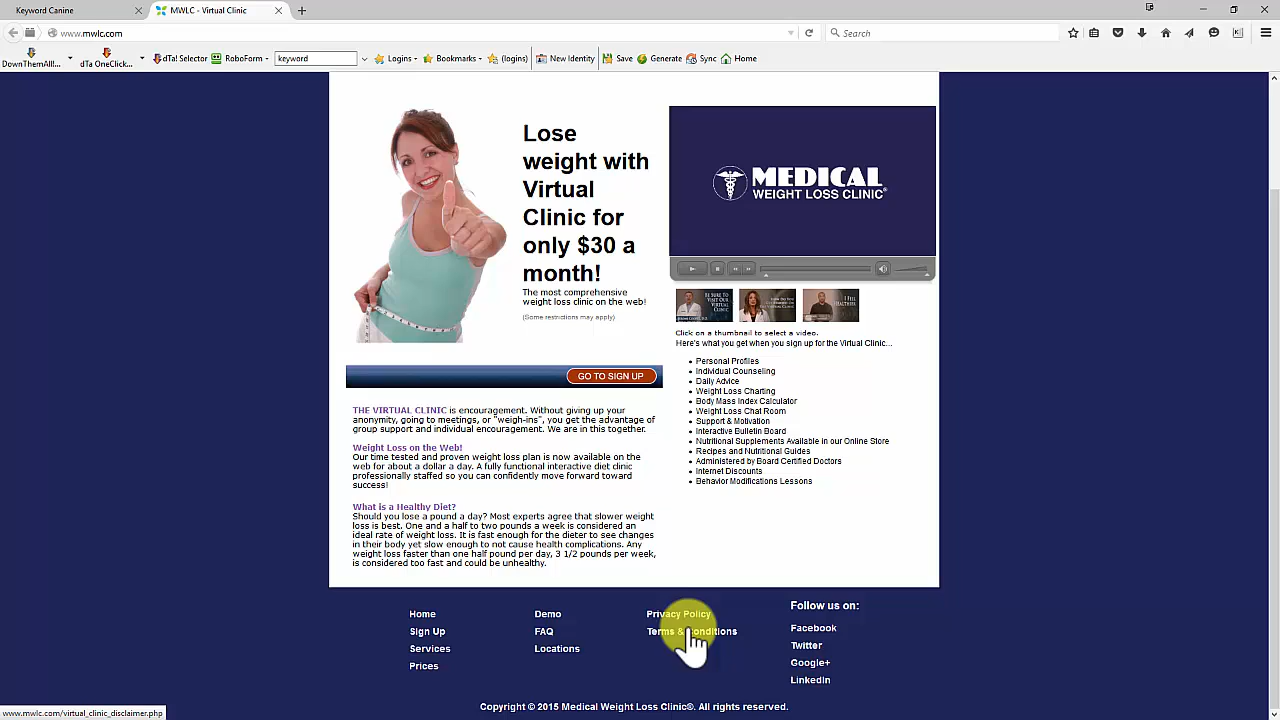 Keyword Canine
MWLC - Virtual Clinic
www.mwlc.com
Search
DownThemAll!...
dTa OneClick...
dTa! Selector
RoboForm
keyword
Logins
Bookmarks
(logins)
New Identity
Save
Generate
Sync
Home
Lose
weight with
Virtual
Clinic for
only $30 a
month!
The most comprehensive
weight loss clinic on the web!
(Some restrictions may apply)
GO TO SIGN UP
THE VIRTUAL CLINIC is encouragement. Without giving up your
anonymity, going to meetings, or "weigh-ins", you get the advantage of
group support and individual encouragement. We are in this together.
Weight Loss on the Web!
Our time tested and proven weight loss plan is now available on the
web for about a dollar a day. A fully functional interactive diet clinic
professionally staffed so you can confidently move forward toward
success!
What is a Healthy Diet?
Should you lose a pound a day? Most experts agree that slower weight
loss is best. One and a half to two pounds a week is considered an
ideal rate of weight loss. It is fast enough for the dieter to see changes
in their body yet slow enough to not cause health complications. Any
weight loss faster than one half pound per day, 3 1/2 pounds per week,
is considered too fast and could be unhealthy.
MEDICAL
WEIGHT LOSS CLINIC®
BE SURE TO
VISIT OUR
VIRTUAL
CLINIC
I FEEL
HEALTHIER
Click on a thumbnail to select a video.
Here's what you get when you sign up for the Virtual Clinic...
• Personal Profiles
• Individual Counseling
• Daily Advice
• Weight Loss Charting
• Body Mass Index Calculator
• Weight Loss Chat Room
• Support & Motivation
• Interactive Bulletin Board
• Nutritional Supplements Available in our Online Store
• Recipes and Nutritional Guides
• Administered by Board Certified Doctors
• Internet Discounts
• Behavior Modifications Lessons
Home
Sign Up
Services
Prices
Demo
FAQ
Locations
Privacy Policy
Terms & Conditions
Follow us on:
Facebook
Twitter
Google+
LinkedIn
Copyright © 2015 Medical Weight Loss Clinic®. All rights reserved.
www.mwlc.com/virtual_clinic_disclaimer.php